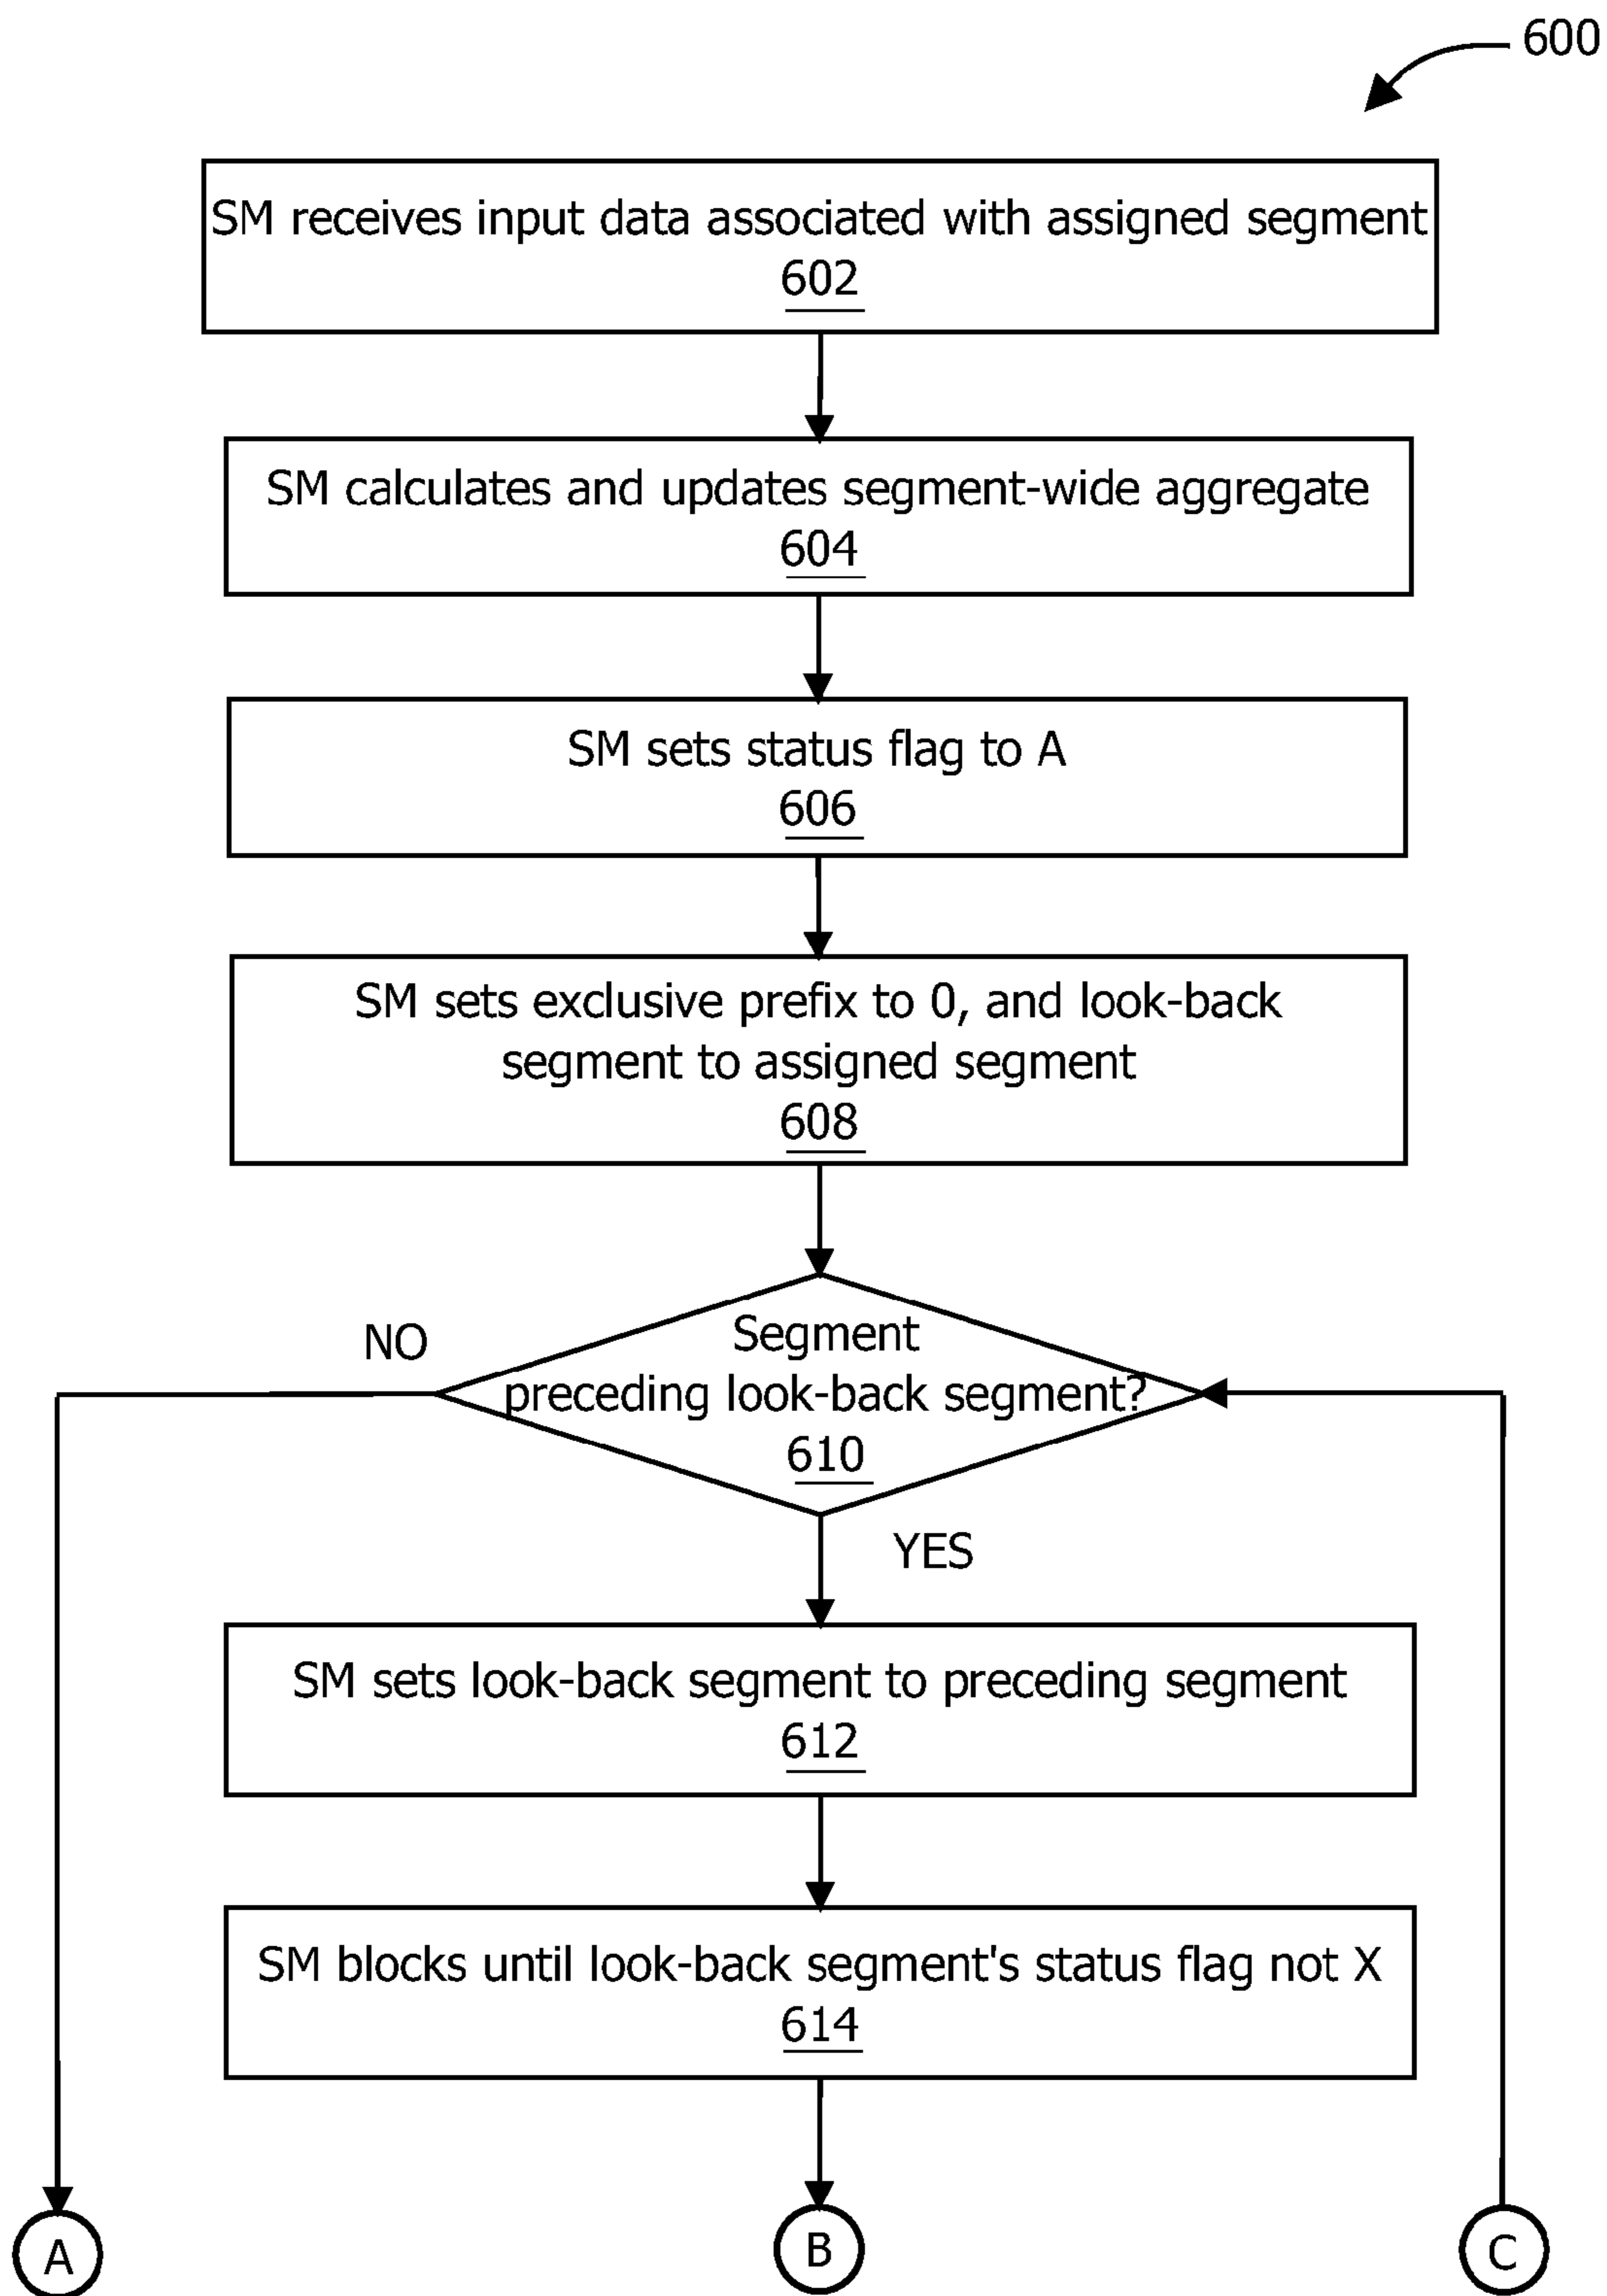 600
SM receives input data associated with assigned segment
602
SM calculates and updates segment-wide aggregate
604
SM sets status flag to A
606
SM sets exclusive prefix to 0, and look-back
segment to assigned segment
608
NO
Segment
preceding look-back segment?
610
YES
SM sets look-back segment to preceding segment
612
SM blocks until look-back segment's status flag not X
614
A
B
C